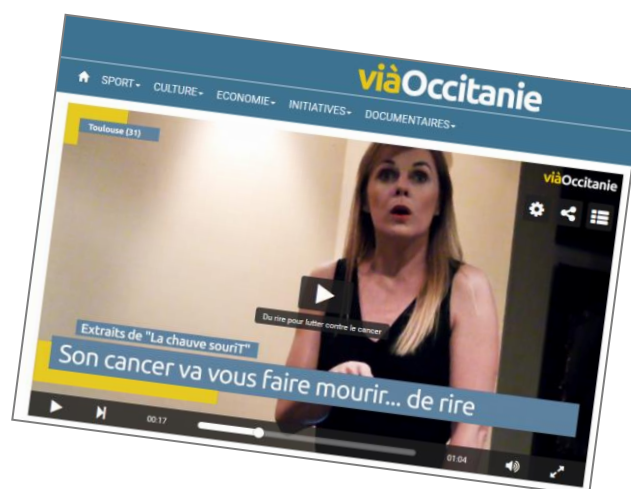 viàOccitanie
SPORT CULTURE ECONOMIE INITIATIVES DOCUMENTAIRES
Toulouse (31)
viàOccitanie
Du rire pour lutter contre le cancer
Extraits de "La chauve souriT"
Son cancer va vous faire mourir... de rire
00:17 01:04